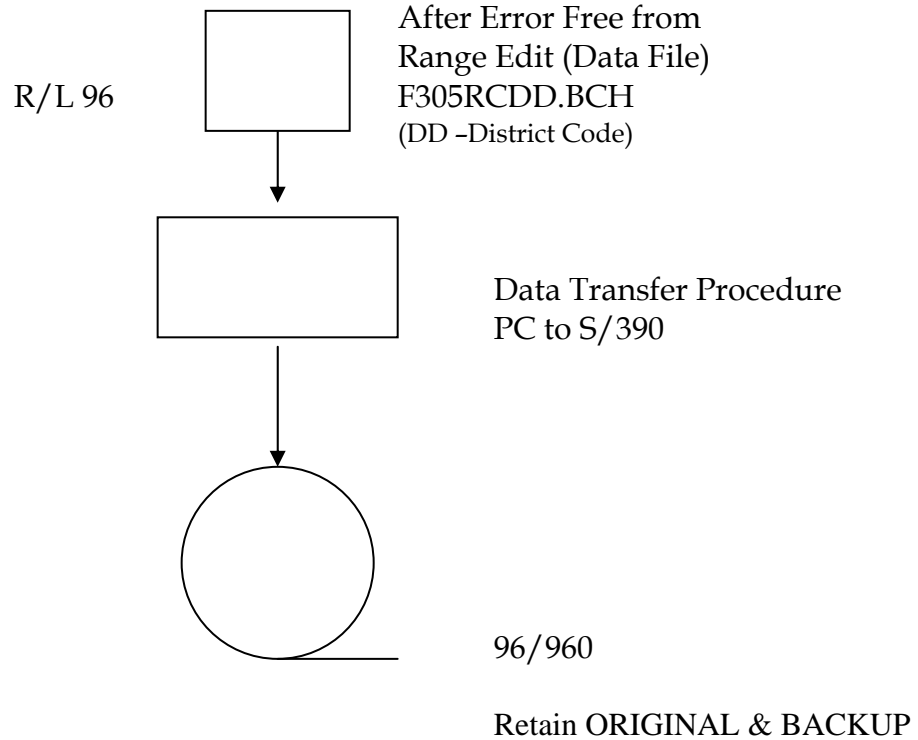 After Error Free from
Range Edit (Data File)
R/L 96
F305RCDD.BCH
(DD –District Code)
Data Transfer Procedure
PC to S/390
96/960
Retain ORIGINAL & BACKUP